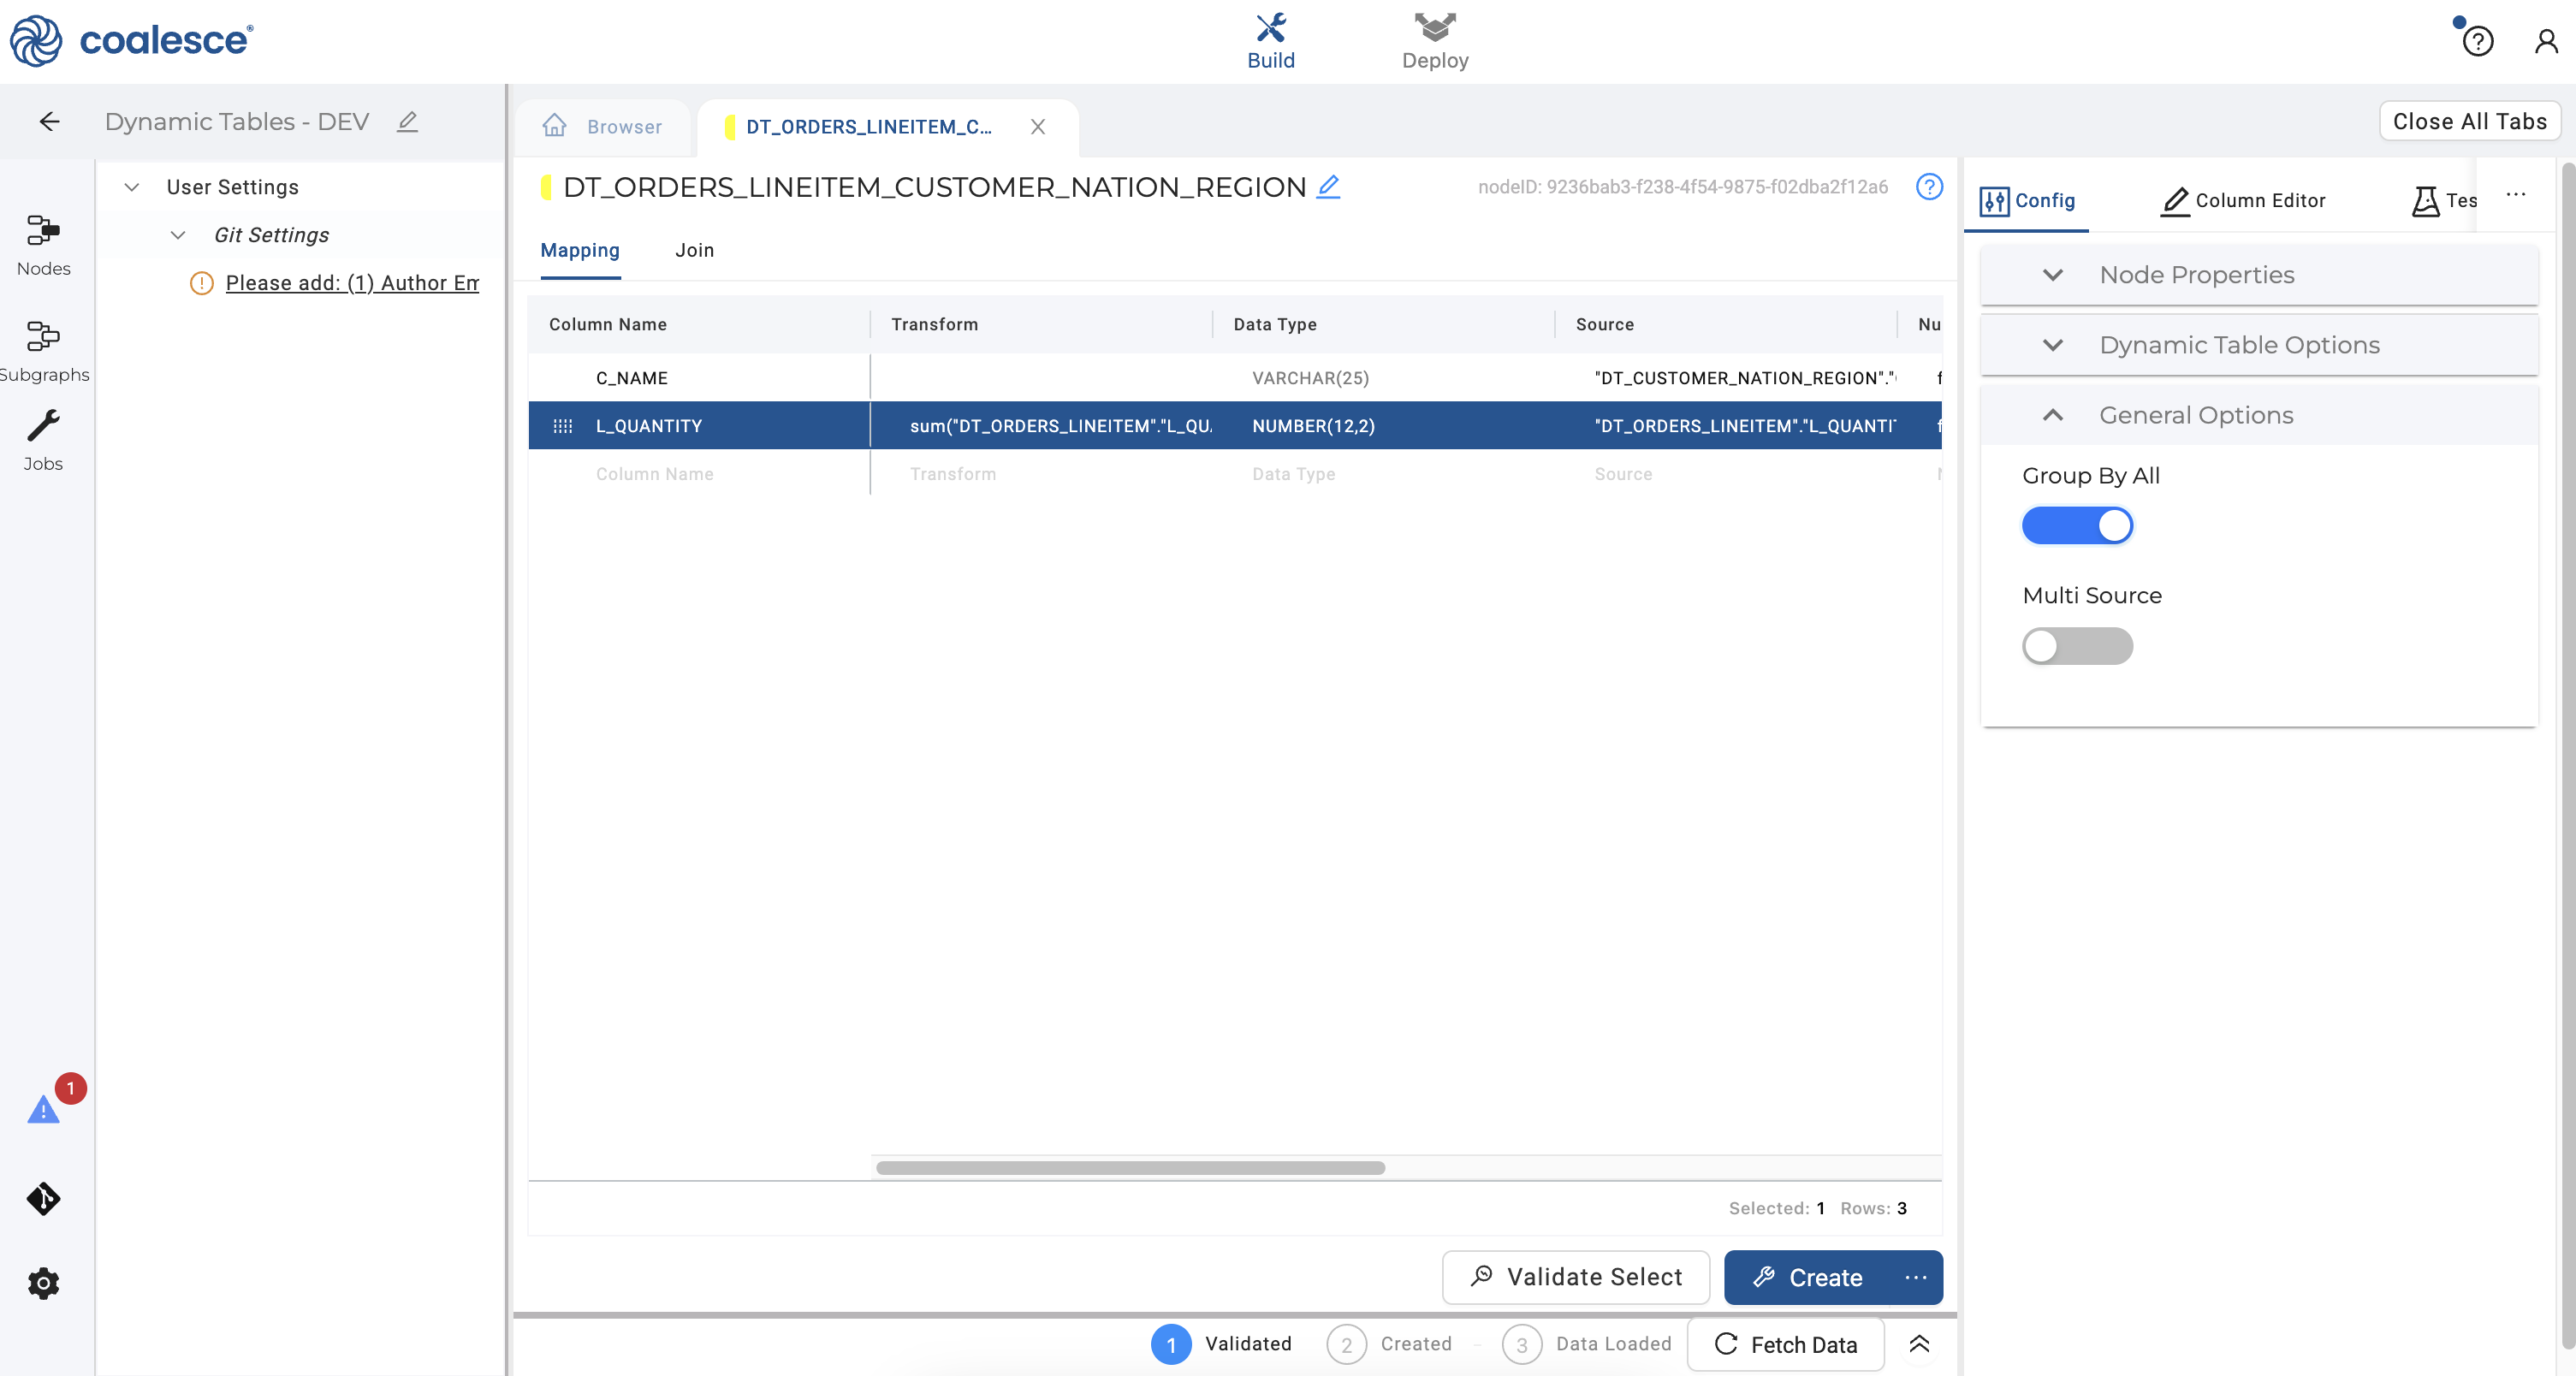 coalesce®
Build
Deploy
Dynamic Tables - DEV
Browser
DT_ORDERS_LINEITEM_C...
Close All Tabs
Nodes
Subgraphs
Jobs
1
User Settings
Git Settings
Please add: (1) Author Em
DT_ORDERS_LINEITEM_CUSTOMER_NATION_REGION
nodeID: 9236bab3-f238-4f54-9875-f02dba2f12a6
Mapping
Join
Column Name Transform Data Type Source Nu
C_NAME VARCHAR(25) "DT_CUSTOMER_NATION_REGION"." f
L_QUANTITY sum("DT_ORDERS_LINEITEM"."L_QU NUMBER(12,2) "DT_ORDERS_LINEITEM"."L_QUANTIT f
Column Name Transform Data Type Source N
Selected: 1 Rows: 3
Validate Select
Create ...
1 Validated
2 Created
3 Data Loaded
Fetch Data
Config
Column Editor
Tes
...
Node Properties
Dynamic Table Options
General Options
Group By All
Multi Source